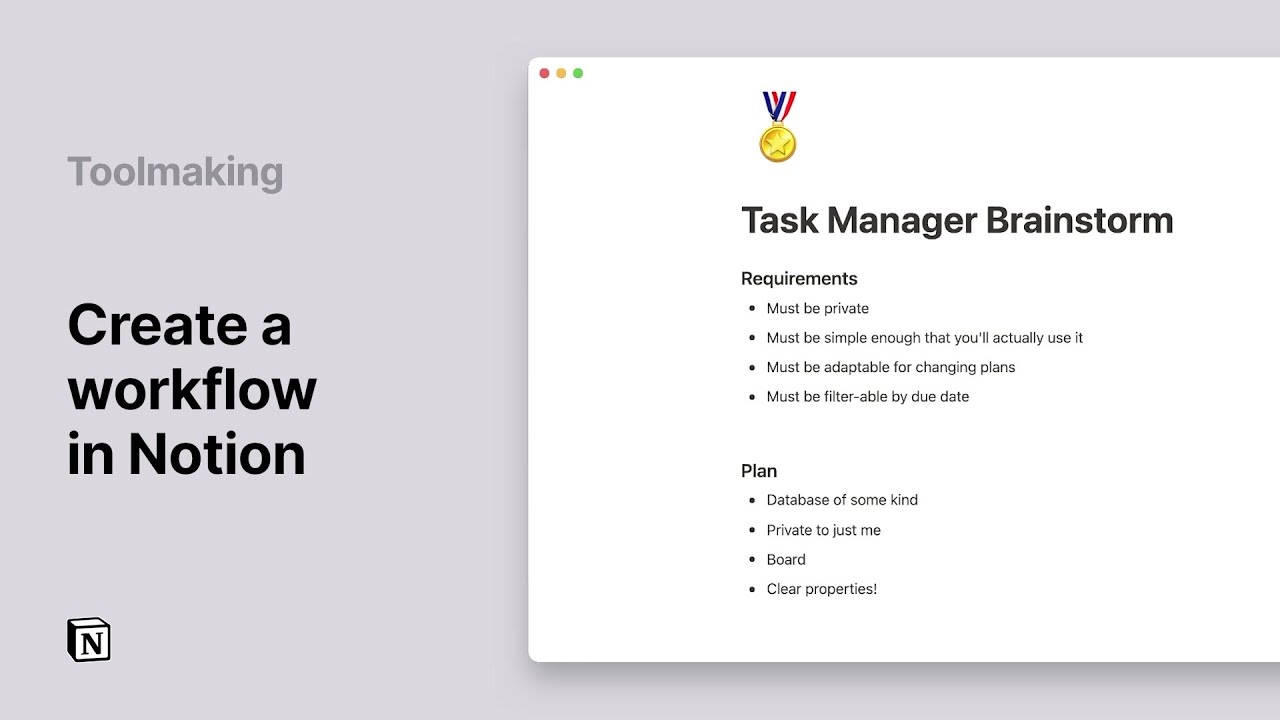 Toolmaking
Create a
workflow
in Notion
N
Task Manager Brainstorm
Requirements
• Must be private
• Must be simple enough that you'll actually use it
• Must be adaptable for changing plans
• Must be filter-able by due date
Plan
• Database of some kind
• Private to just me
• Board
• Clear properties!